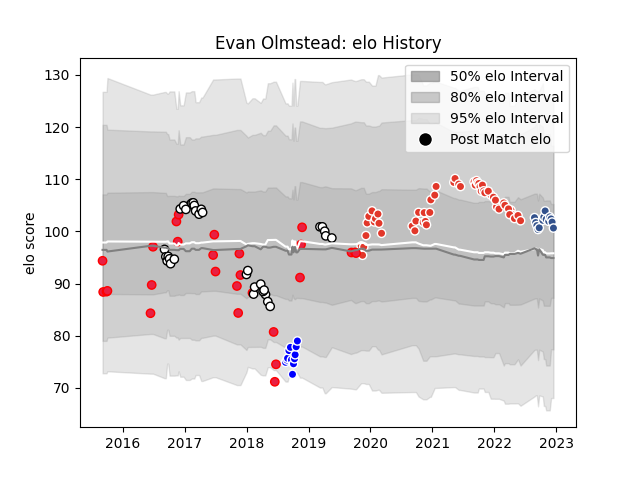 Evan Olmstead: elo History
elo score
130
120
110
100
90
80
70
50% elo Interval
80% elo Interval
95% elo Interval
Post Match elo
2016 2017 2018 2019 2020 2021 2022 2023